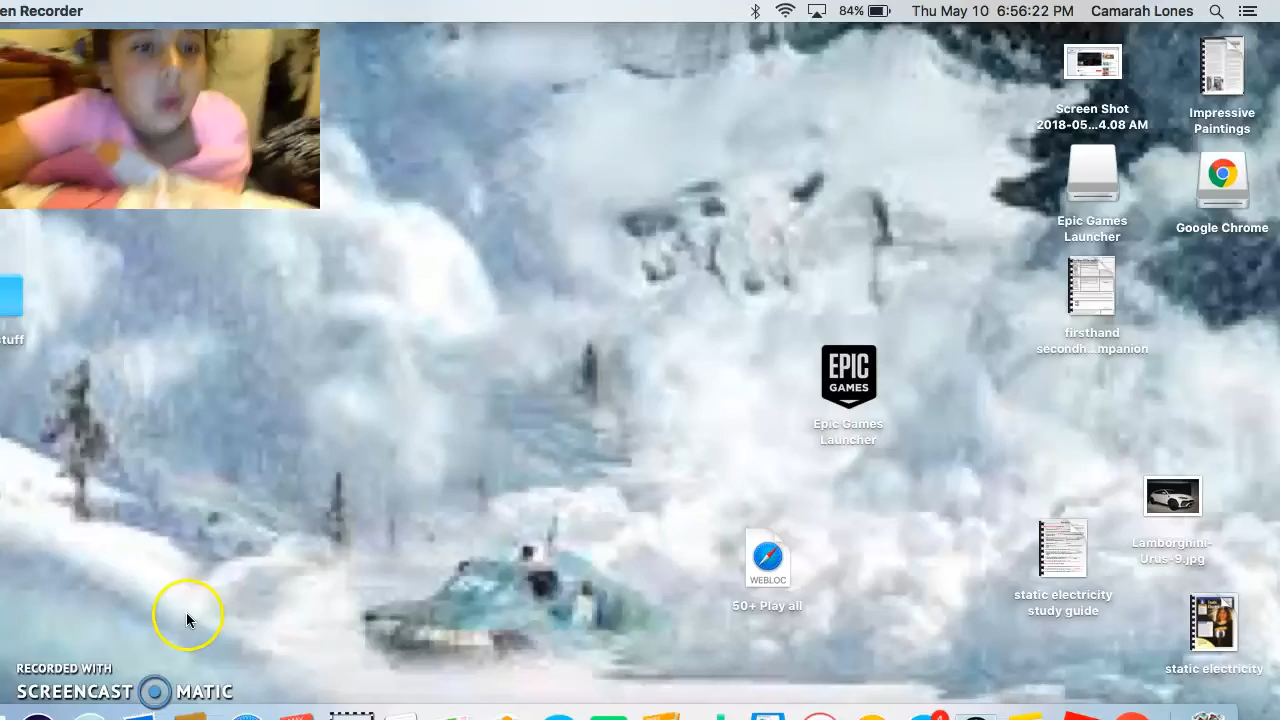 en Recorder
84% Thu May 10 6:56:22 PM Camarah Lones
Screen Shot
2018-05...4.08 AM
Impressive
Paintings
Epic Games
Launcher
Google Chrome
firsthand
secondh...mpanion
stuff
EPIC
GAMES
Epic Games
Launcher
WEBLOC
50+ Play all
Lamborghini-
Urus-9.jpg
static electricity
study guide
static electricity
RECORDED WITH
SCREENCAST MATIC